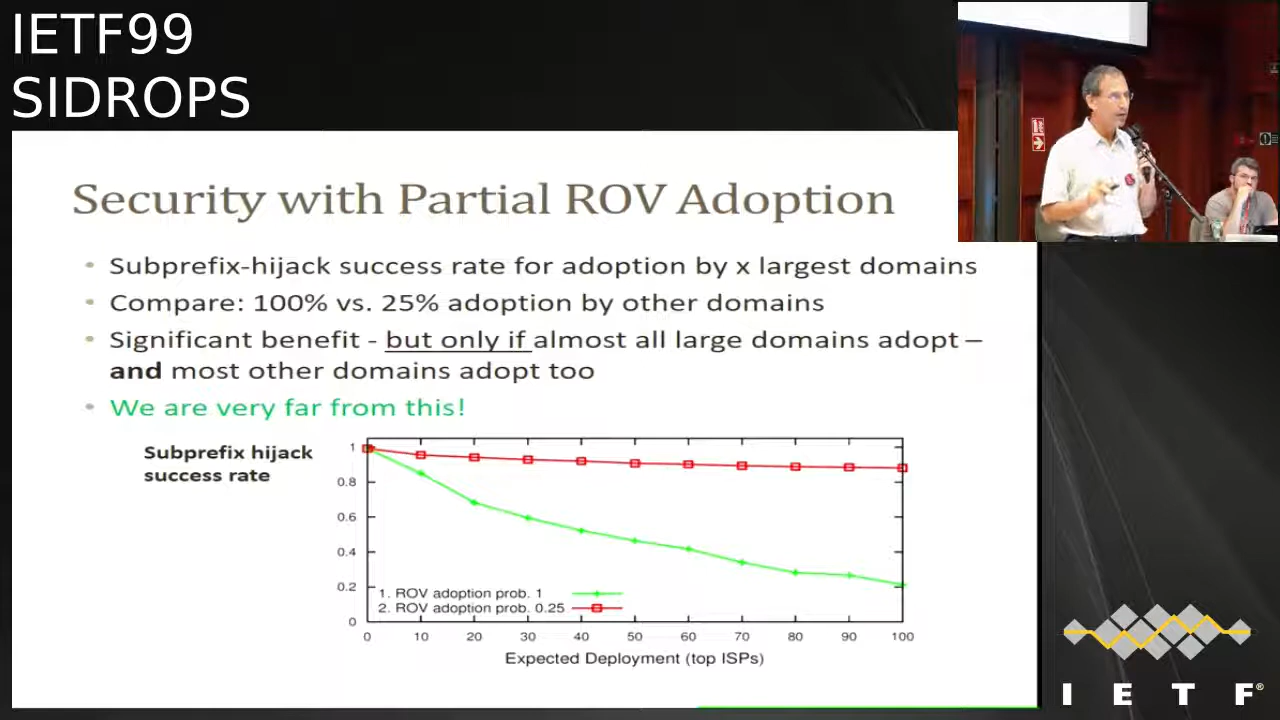 IETF99
SIDROPS
Security with Partial ROV Adoption
• Subprefix-hijack success rate for adoption by x largest domains
• Compare: 100% vs. 25% adoption by other domains
• Significant benefit - but only if almost all large domains adopt –
and most other domains adopt too
• We are very far from this!
Subprefix hijack
success rate
1
0.8
0.6
0.4
0.2
0
1. ROV adoption prob. 1
2. ROV adoption prob. 0.25
0 10 20 30 40 50 60 70 80 90 100
Expected Deployment (top ISPs)
I E T F®